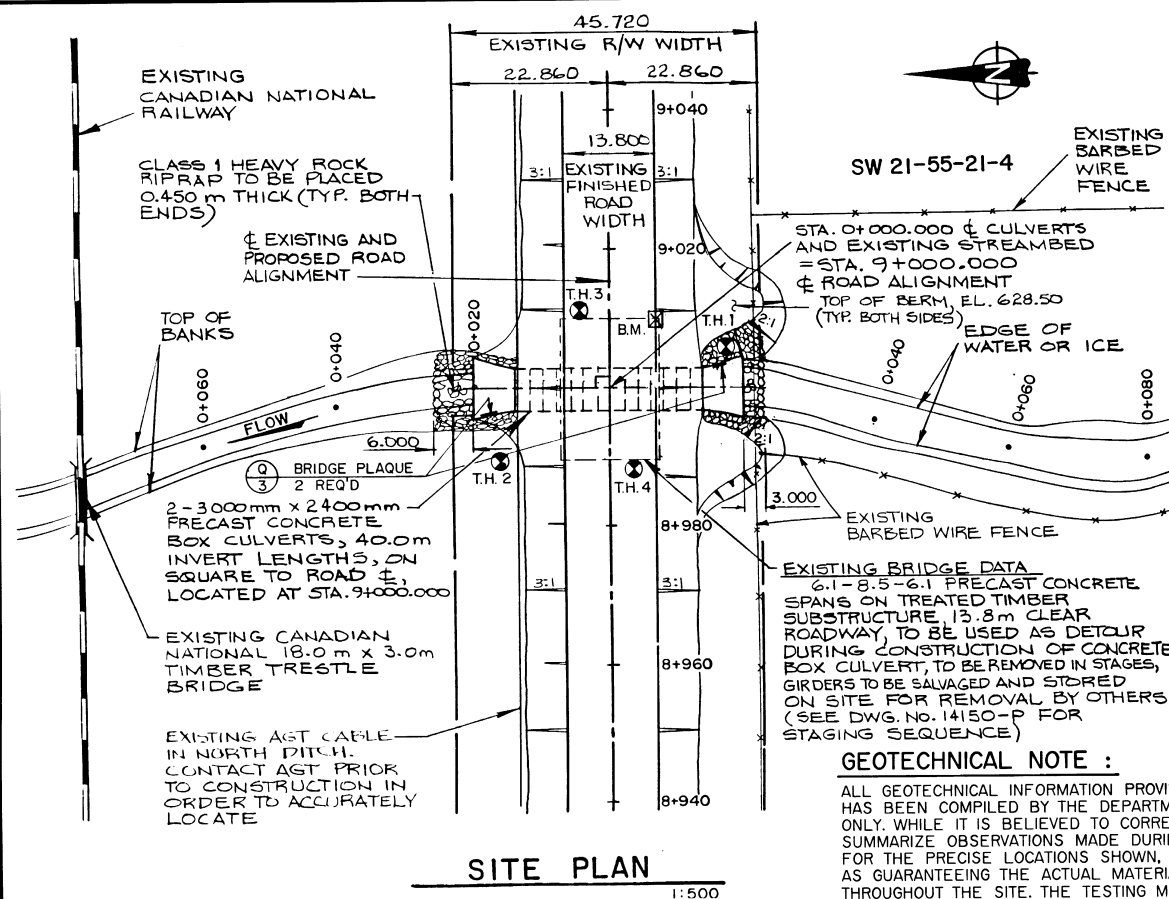 45.720
EXISTING R/W WIDTH
22.860
22.860
N
EXISTING
CANADIAN NATIONAL
RAILWAY
9+040
13.800
EXISTING
FINISHED
ROAD
WIDTH
3:1
3:1
SW 21-55-21-4
EXISTING
BARBED
WIRE
FENCE
CLASS 1 HEAVY ROCK
RIPRAP TO BE PLACED
0.450 m THICK (TYP. BOTH
ENDS)
℄ EXISTING AND
PROPOSED ROAD
ALIGNMENT
9+020
STA. 0+000.000 ℄ CULVERTS
AND EXISTING STREAMBED
= STA. 9+000.000
℄ ROAD ALIGNMENT
TOP OF BERM, EL. 628.50
(TYP. BOTH SIDES)
T.H.3
B.M.
T.H.1
2:1
TOP OF
BANKS
0+020
0+040
0+060
EDGE OF
WATER OR ICE
0+040
0+060
0+080
FLOW
6.000
Q
3
BRIDGE PLAQUE
2 REQ'D
T.H. 2
T.H. 4
2:1
3.000
2-3000mm x 2400mm
PRECAST CONCRETE
BOX CULVERTS, 40.0m
INVERT LENGTHS, ON
SQUARE TO ROAD ℄,
LOCATED AT STA. 9+000.000
8+980
EXISTING
BARBED WIRE FENCE
3:1
3:1
EXISTING BRIDGE DATA
6.1-8.5-6.1 PRECAST CONCRETE
SPANS ON TREATED TIMBER
SUBSTRUCTURE, 13.8m CLEAR
ROADWAY, TO BE USED AS DETOUR
DURING CONSTRUCTION OF CONCRETE
BOX CULVERT, TO BE REMOVED IN STAGES,
GIRDERS TO BE SALVAGED AND STORED
ON SITE FOR REMOVAL BY OTHERS
(SEE DWG. No. 14150-P FOR
STAGING SEQUENCE)
EXISTING CANADIAN
NATIONAL 18.0 m x 3.0m
TIMBER TRESTLE
BRIDGE
8+960
EXISTING AGT CABLE
IN NORTH DITCH.
CONTACT AGT PRIOR
TO CONSTRUCTION IN
ORDER TO ACCURATELY
LOCATE
8+940
GEOTECHNICAL NOTE :
ALL GEOTECHNICAL INFORMATION PROVI
HAS BEEN COMPILED BY THE DEPARTM
ONLY. WHILE IT IS BELIEVED TO CORRE
SUMMARIZE OBSERVATIONS MADE DURI
FOR THE PRECISE LOCATIONS SHOWN,
AS GUARANTEEING THE ACTUAL MATERIA
THROUGHOUT THE SITE. THE TESTING M
SITE PLAN
1:500